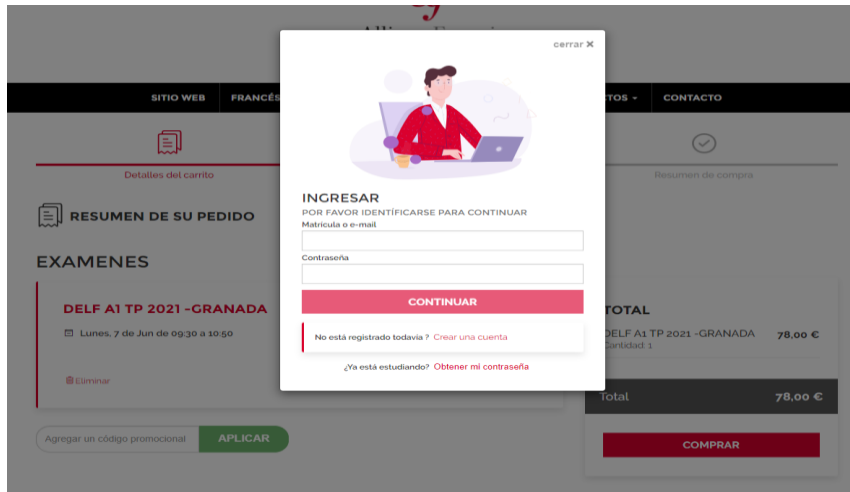 cerrar ×
SITIO WEB
FRANCÉS
CONTACTO
Detalles del carrito
Resumen de compra
RESUMEN DE SU PEDIDO
EXAMENES
DELF A1 TP 2021 -GRANADA
Lunes, 7 de Jun de 09:30 a 10:50
Eliminar
Agregar un código promocional
APLICAR
INGRESAR
POR FAVOR IDENTÍFICARSE PARA CONTINUAR
Matrícula o e-mail
Contraseña
CONTINUAR
No está registrado todavia ? Crear una cuenta
¿Ya está estudiando? Obtener mi contraseña
TOTAL
DELF A1 TP 2021 -GRANADA 78,00 €
Cantidad: 1
Total 78,00 €
COMPRAR